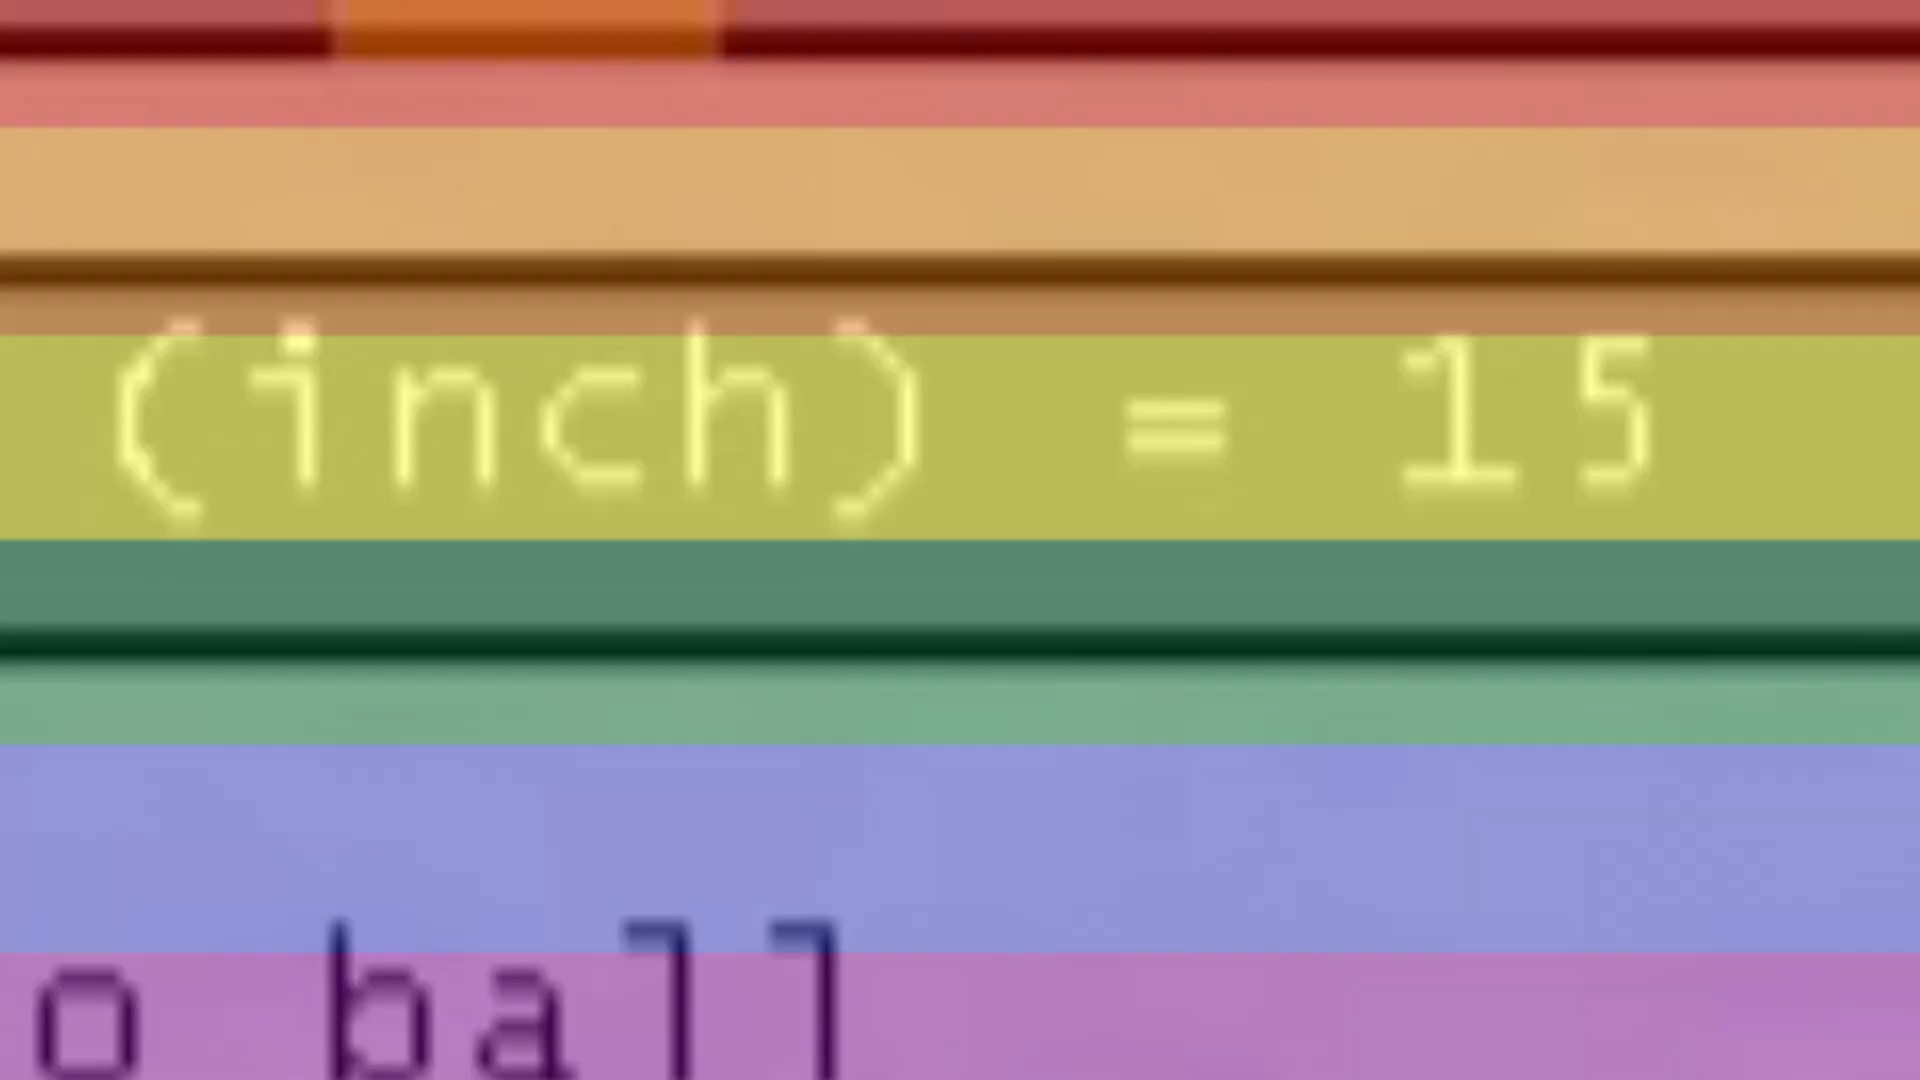 (inch) = 15
o ball